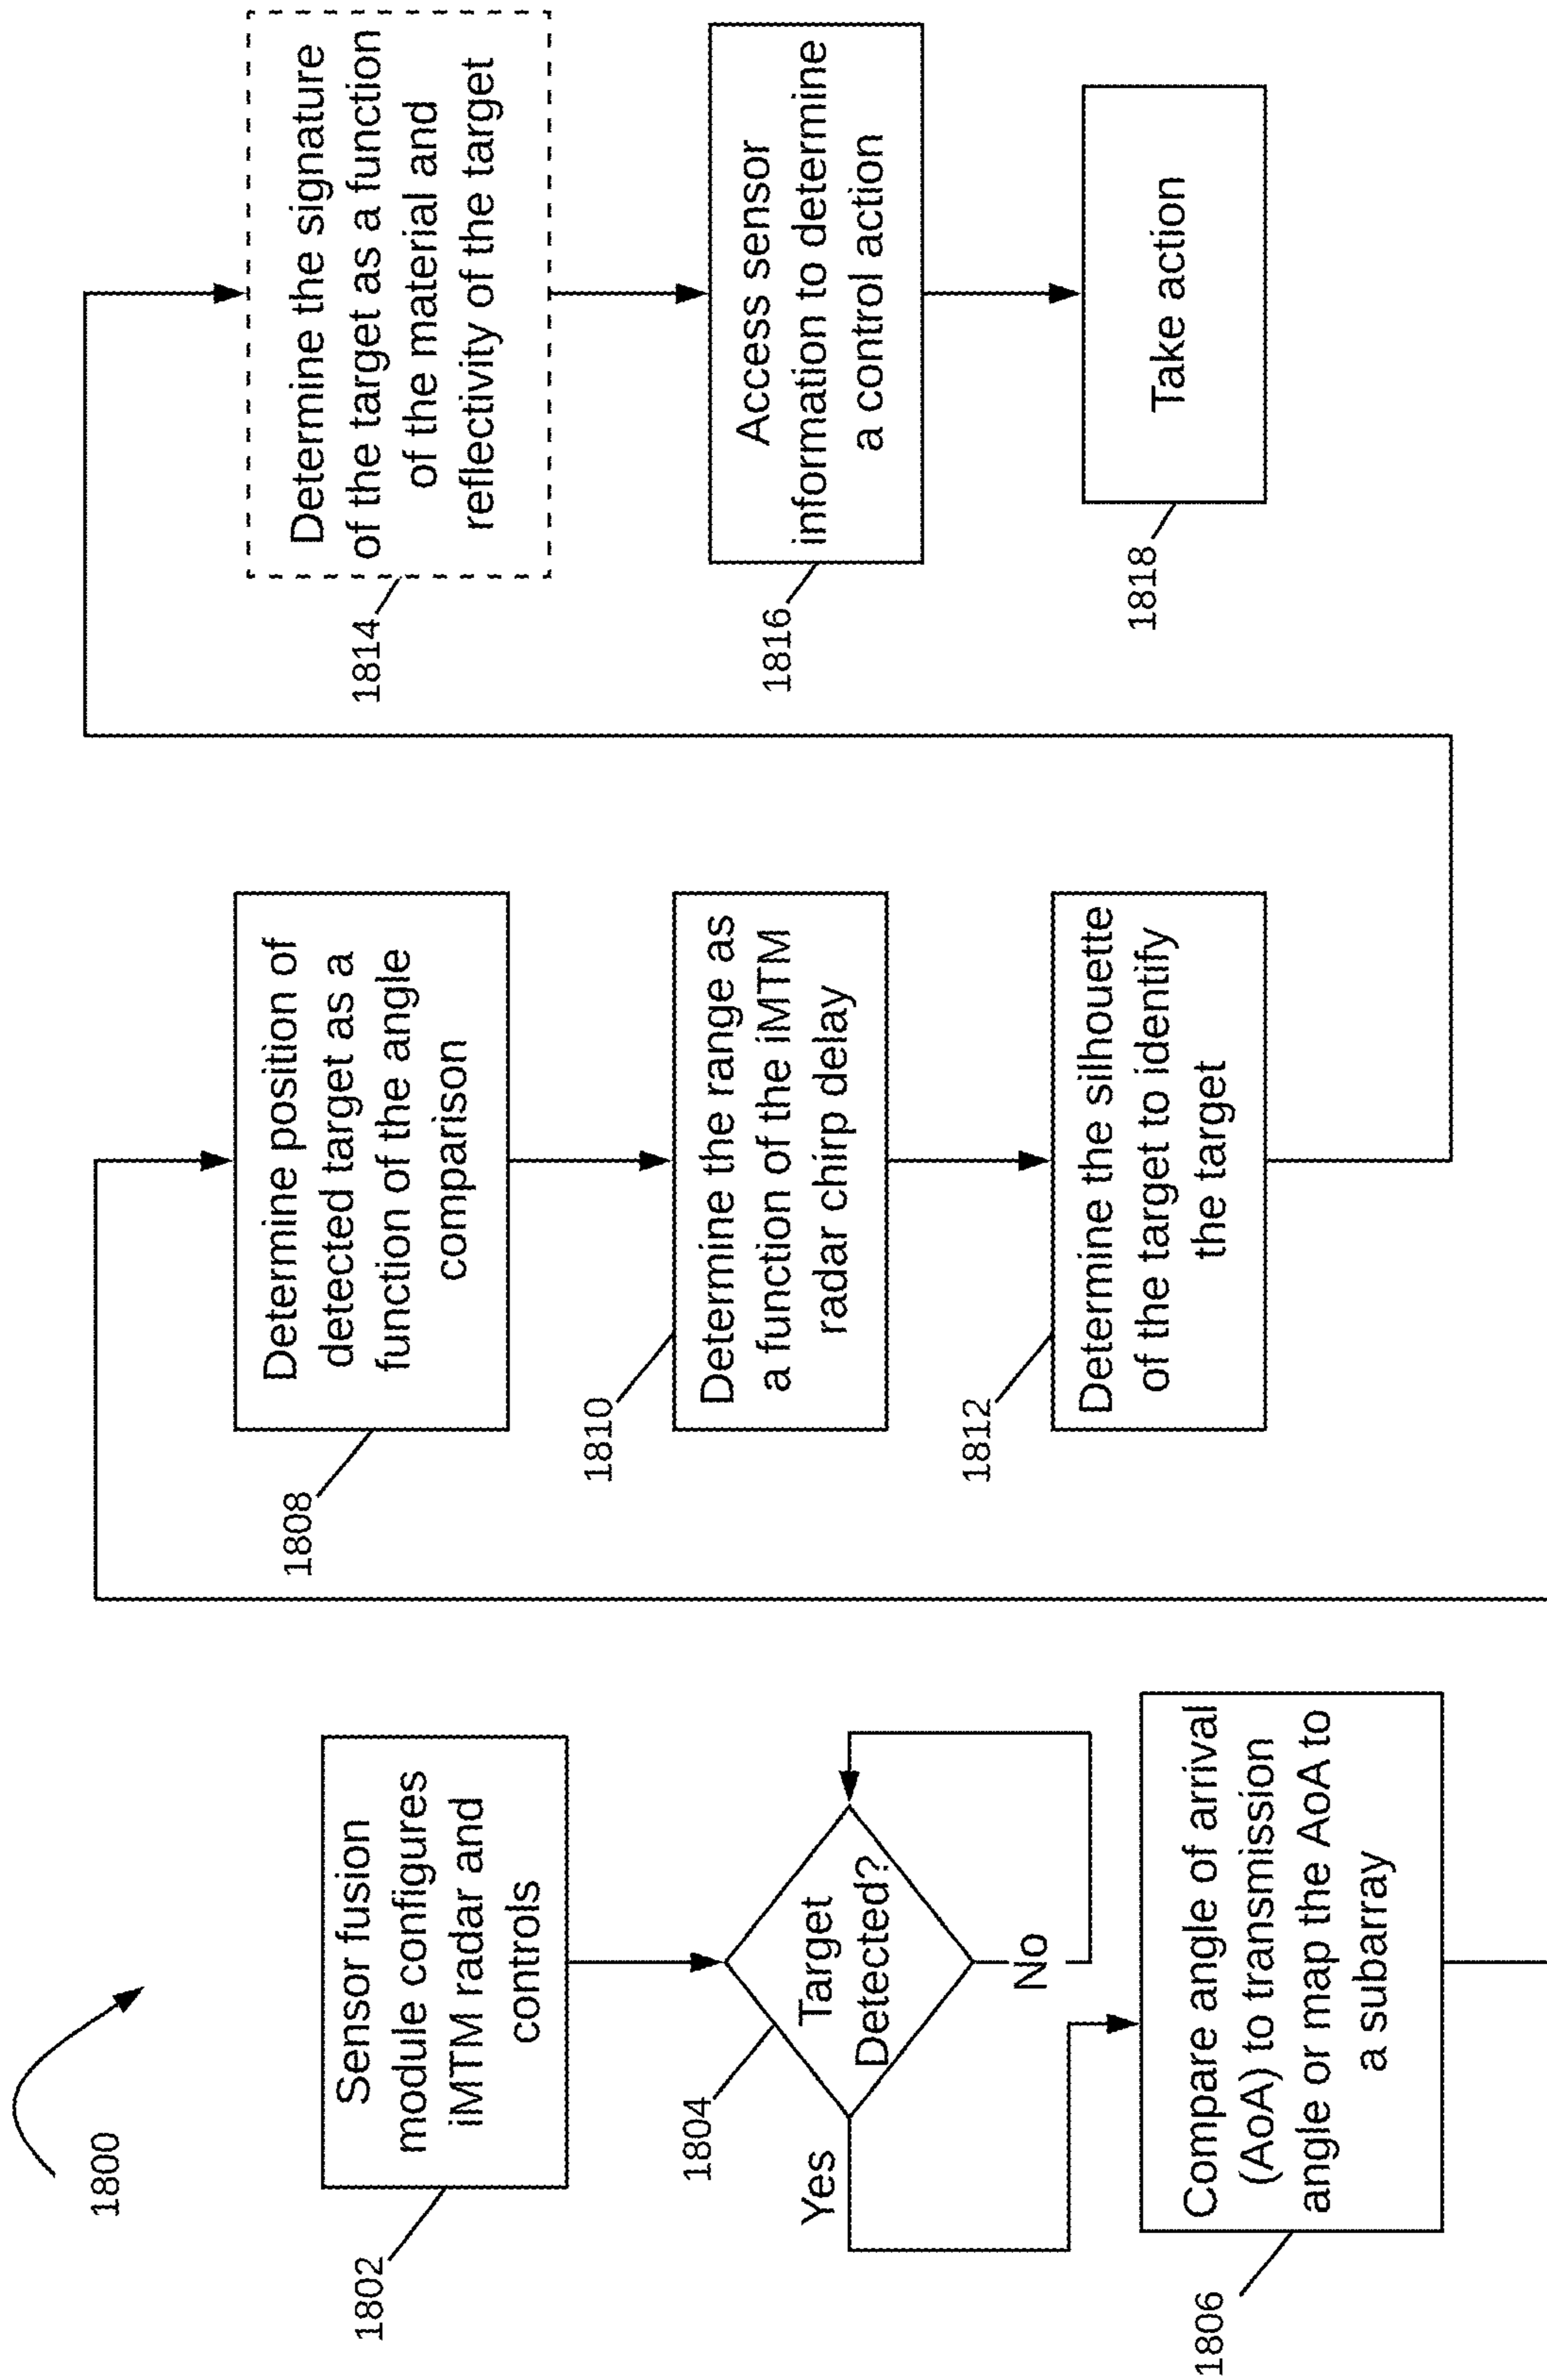 1800
1802
Sensor fusion
module configures
iMTM radar and
controls
1804
Target
Detected?
Yes
No
1806
Compare angle of arrival
(AoA) to transmission
angle or map the AoA to
a subarray
1808
Determine position of
detected target as a
function of the angle
comparison
1810
Determine the range as
a function of the iMTM
radar chirp delay
1812
Determine the silhouette
of the target to identify
the target
1814
Determine the signature
of the target as a function
of the material and
reflectivity of the target
1816
Access sensor
information to determine
a control action
1818
Take action